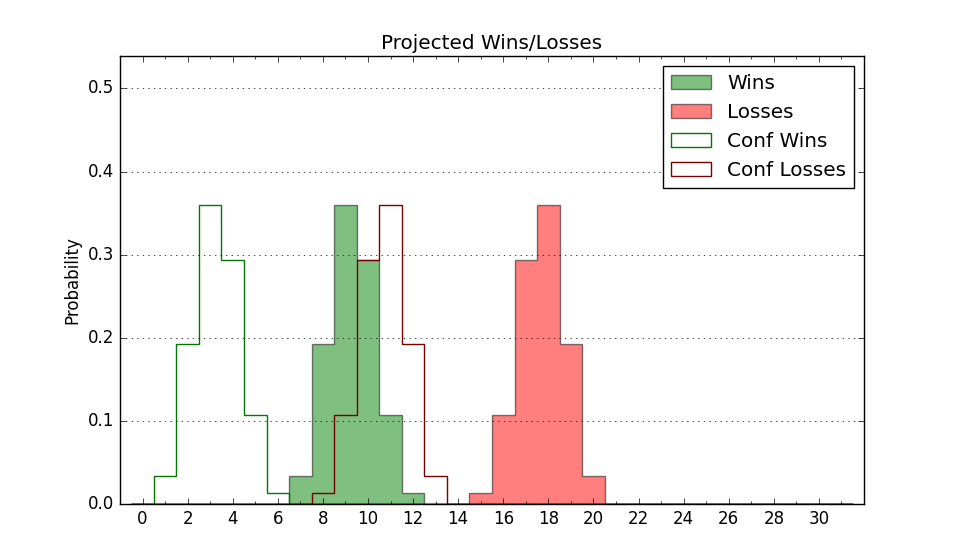 Projected Wins/Losses
Wins
Losses
Conf Wins
Conf Losses
Probability
0.5
0.4
0.3
0.2
0.1
0.0
0 2 4 6 8 10 12 14 16 18 20 22 24 26 28 30